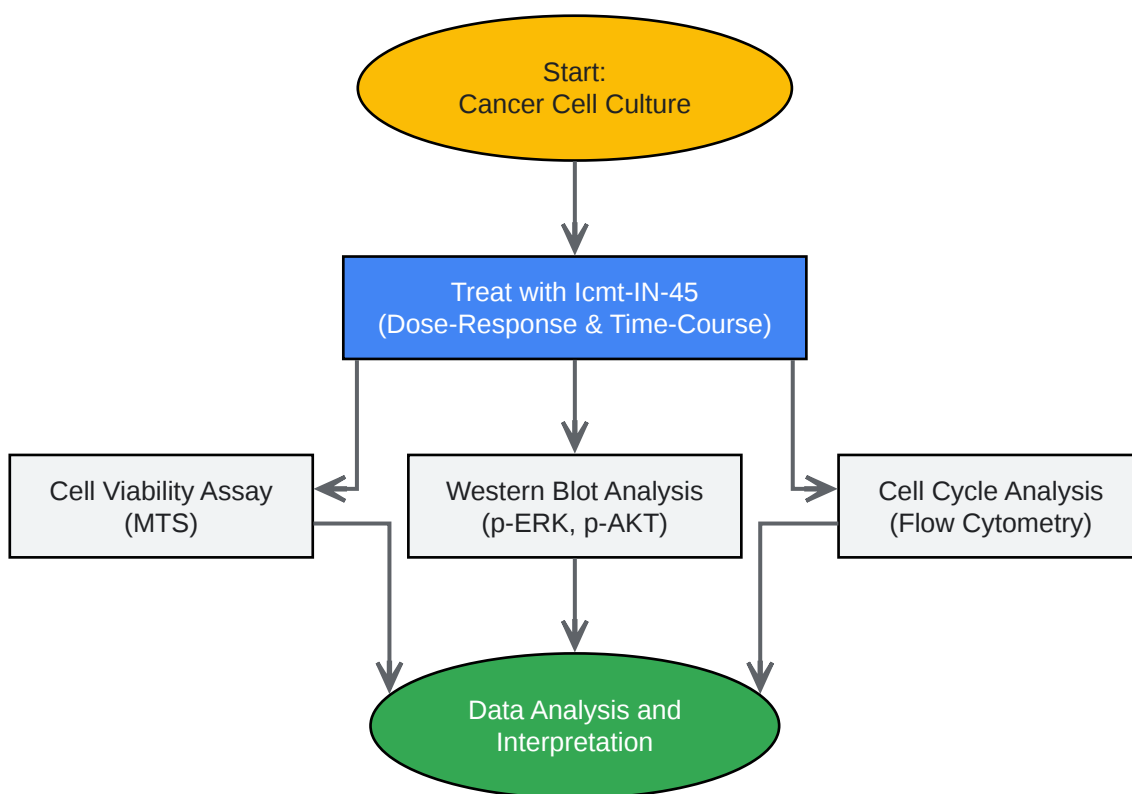 Start:
Cancer Cell Culture
Treat with Icmt-IN-45
(Dose-Response & Time-Course)
Cell Viability Assay
(MTS)
Western Blot Analysis
(p-ERK, p-AKT)
Cell Cycle Analysis
(Flow Cytometry)
Data Analysis and
Interpretation